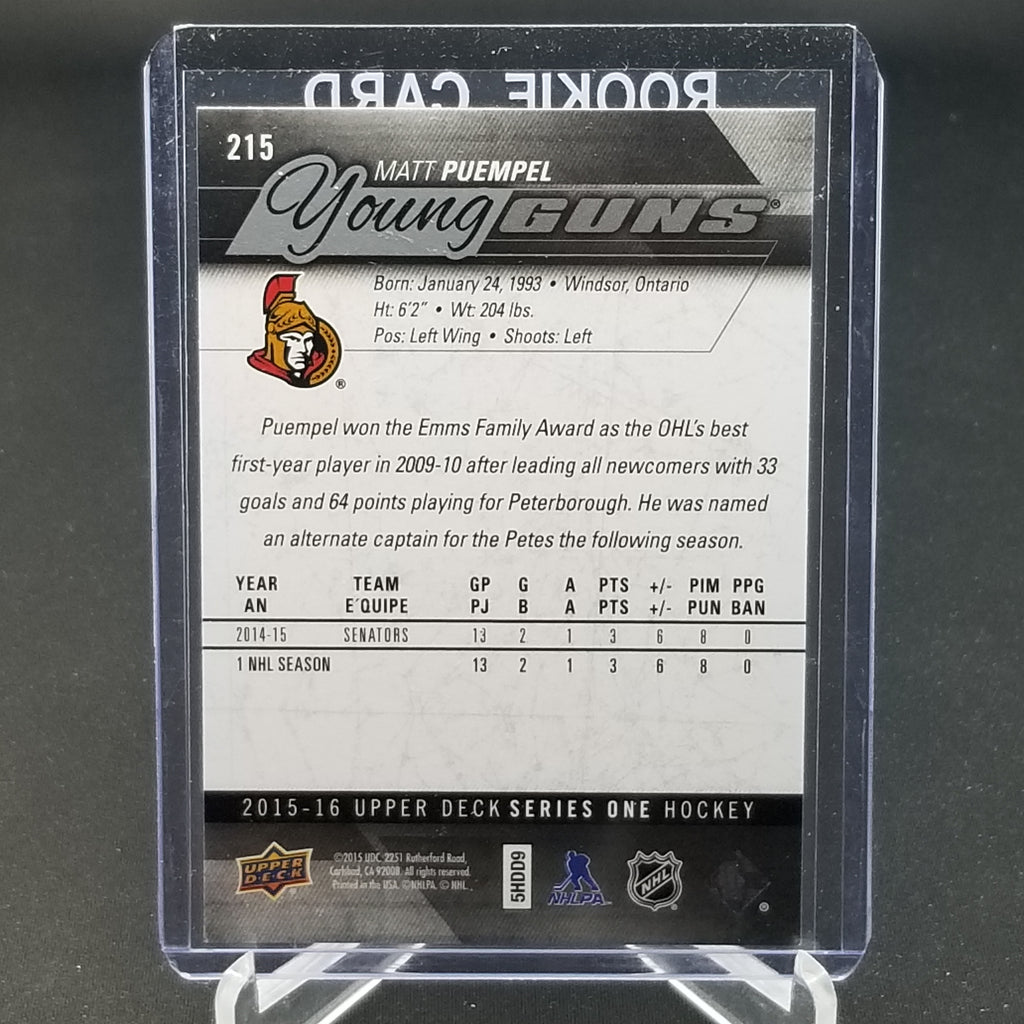 ROOKIE CARD
215
MATT PUEMPEL
Young GUNS®
Born: January 24, 1993 • Windsor, Ontario
Ht: 6'2" • Wt: 204 lbs.
Pos: Left Wing • Shoots: Left
®
Puempel won the Emms Family Award as the OHL's best
first-year player in 2009-10 after leading all newcomers with 33
goals and 64 points playing for Peterborough. He was named
an alternate captain for the Petes the following season.
YEAR TEAM GP G A PTS +/- PIM PPG
AN E´QUIPE PJ B A PTS +/- PUN BAN
2014-15 SENATORS 13 2 1 3 6 8 0
1 NHL SEASON 13 2 1 3 6 8 0
2015-16 UPPER DECK SERIES ONE HOCKEY
UPPER DECK
©2015 UDC. 2251 Rutherford Road,
Carlsbad, CA 92008. All rights reserved.
Printed in the USA. ©NHLPA. © NHL.
5HDD9
NHLPA
NHL
®